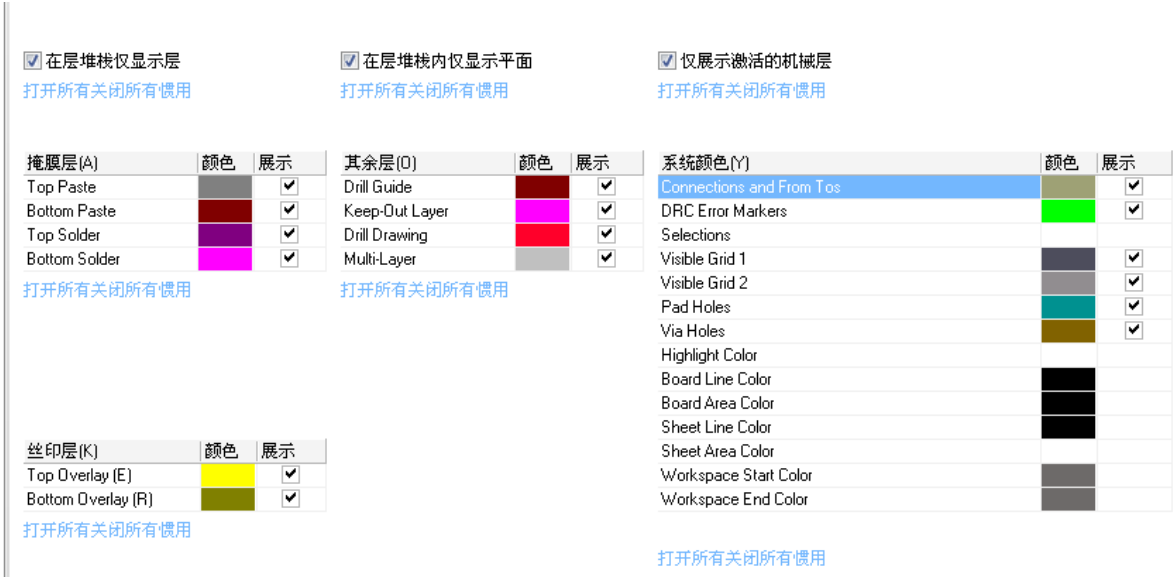 在层堆栈仅显示层
打开所有关闭所有惯用
在层堆栈内仅显示平面
打开所有关闭所有惯用
仅展示激活的机械层
打开所有关闭所有惯用
掩膜层(A) 颜色 展示
Top Paste
Bottom Paste
Top Solder
Bottom Solder
打开所有关闭所有惯用
其余层(O) 颜色 展示
Drill Guide
Keep-Out Layer
Drill Drawing
Multi-Layer
打开所有关闭所有惯用
系统颜色(Y) 颜色 展示
Connections and From Tos
DRC Error Markers
Selections
Visible Grid 1
Visible Grid 2
Pad Holes
Via Holes
Highlight Color
Board Line Color
Board Area Color
Sheet Line Color
Sheet Area Color
Workspace Start Color
Workspace End Color
打开所有关闭所有惯用
丝印层(K) 颜色 展示
Top Overlay (E)
Bottom Overlay (R)
打开所有关闭所有惯用